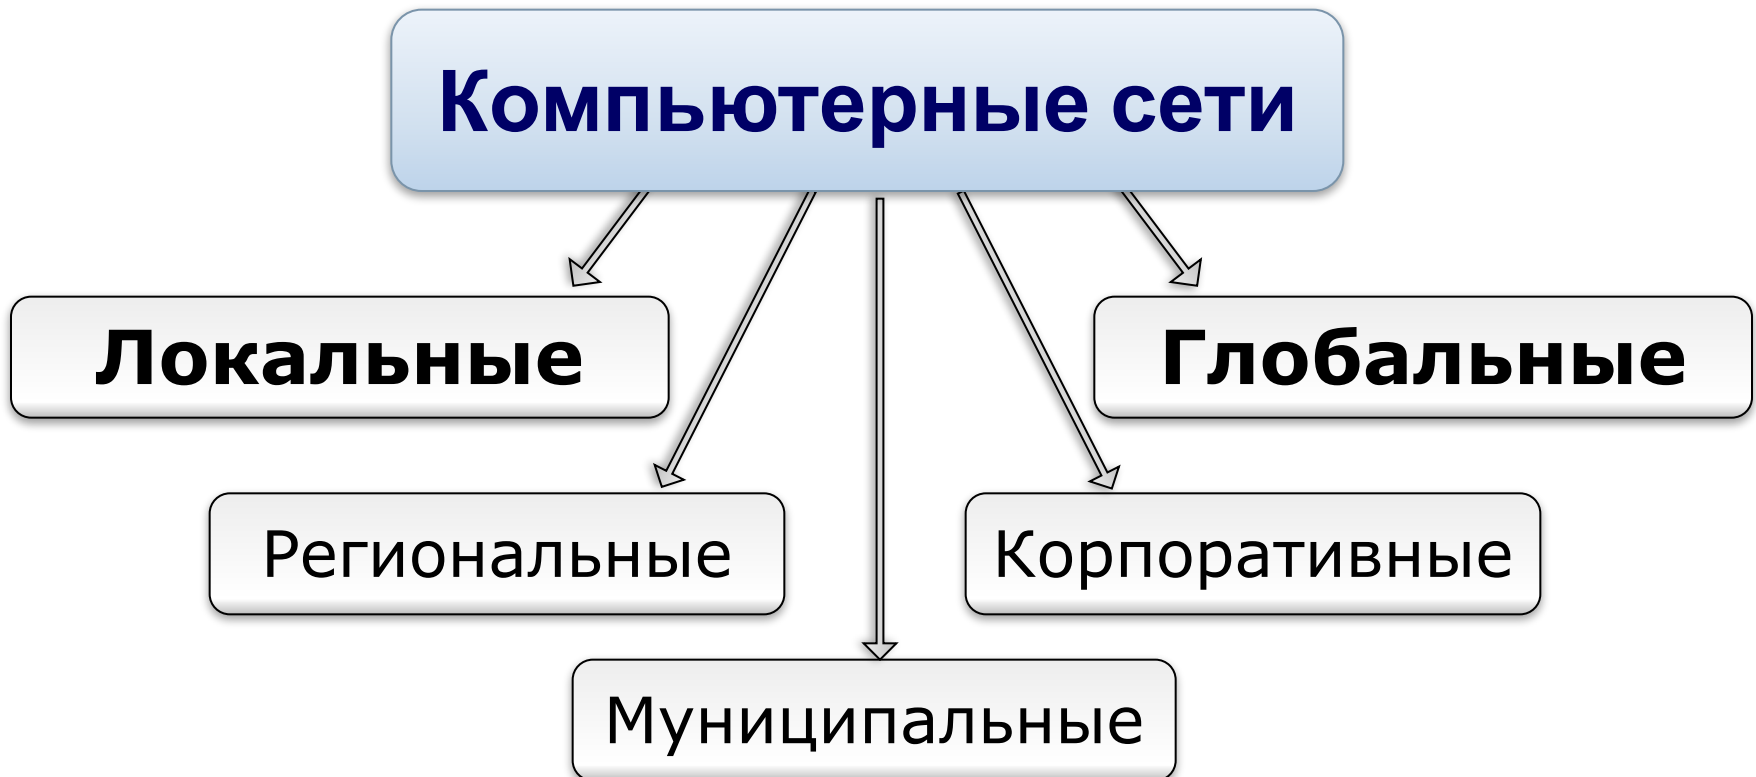 Компьютерные сети
Локальные
Глобальные
Региональные
Корпоративные
Муниципальные